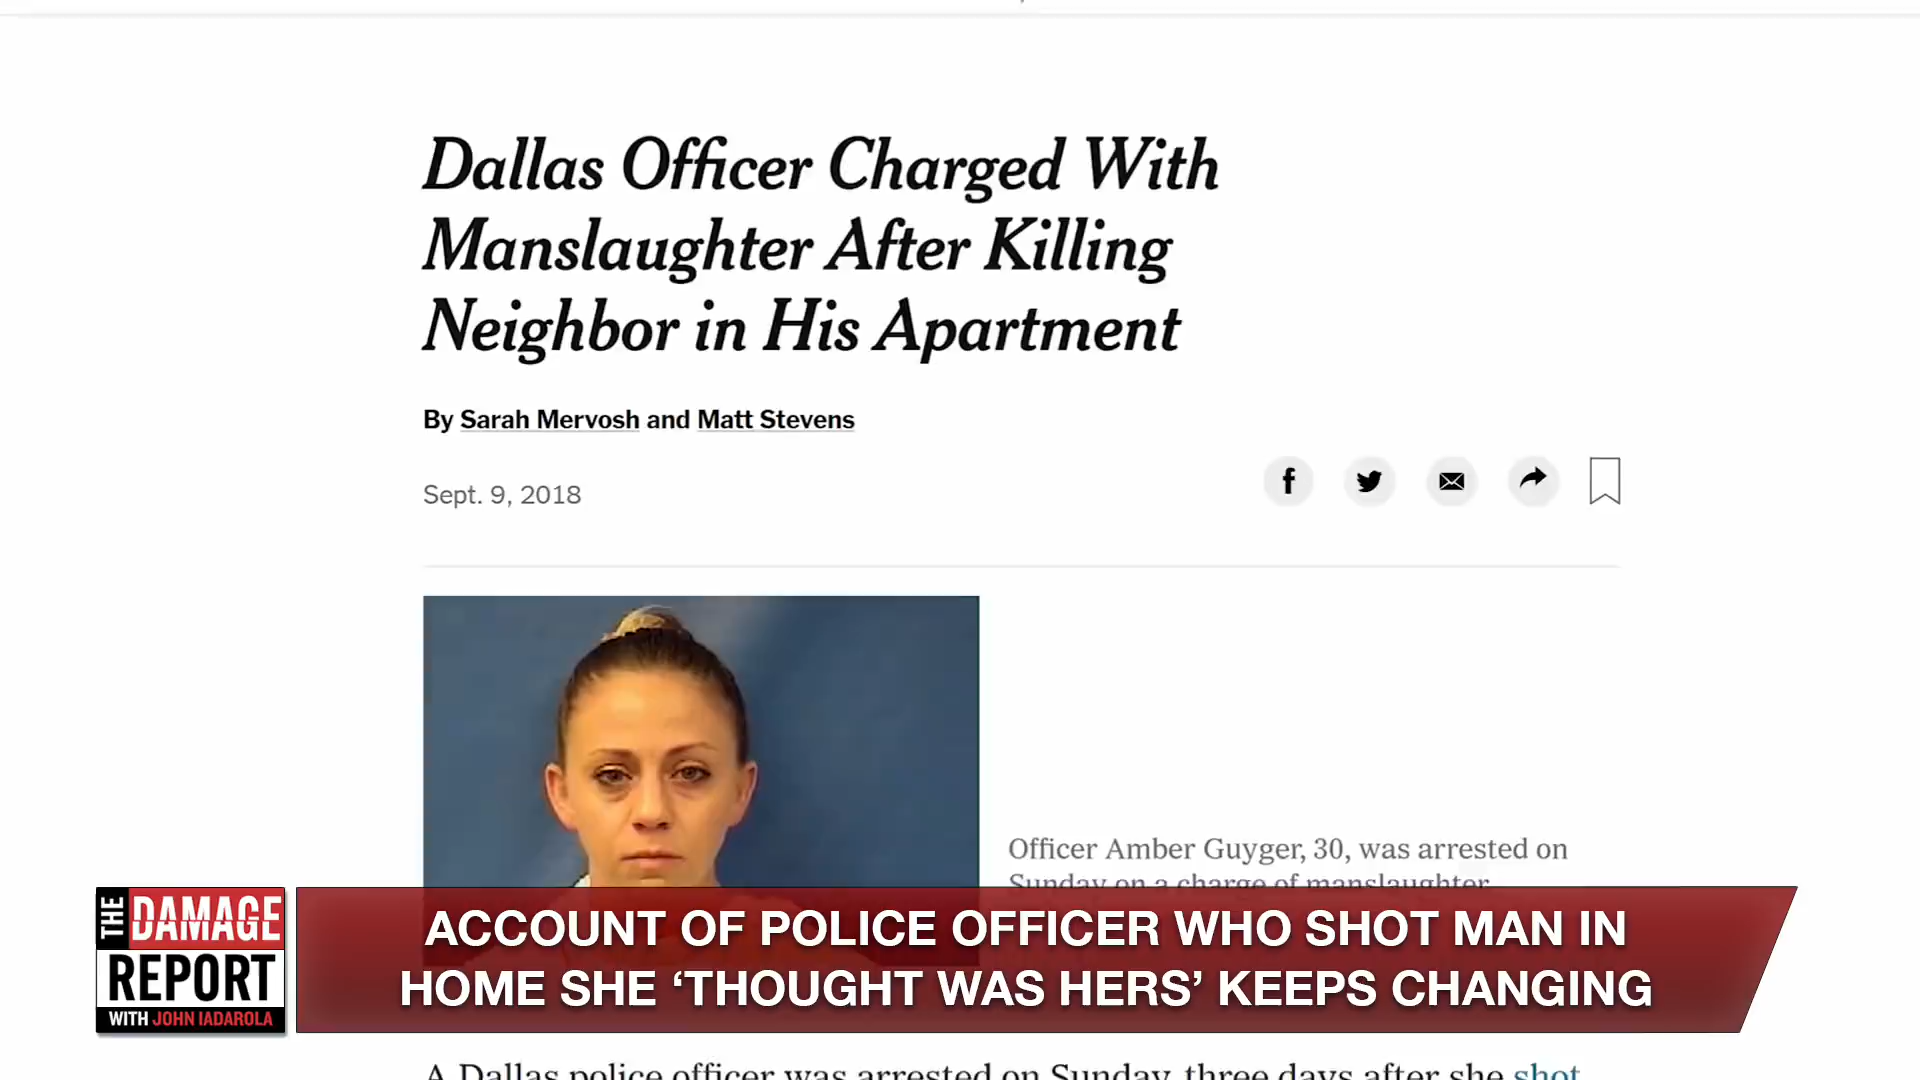 Dallas Officer Charged With
Manslaughter After Killing
Neighbor in His Apartment
By Sarah Mervosh and Matt Stevens
Sept. 9, 2018
Officer Amber Guyger, 30, was arrested on
Sunday on a charge of manslaughter.
THE DAMAGE
REPORT
WITH JOHN IADAROLA
ACCOUNT OF POLICE OFFICER WHO SHOT MAN IN
HOME SHE ‘THOUGHT WAS HERS’ KEEPS CHANGING
A Dallas police officer was arrested on Sunday, three days after she shot